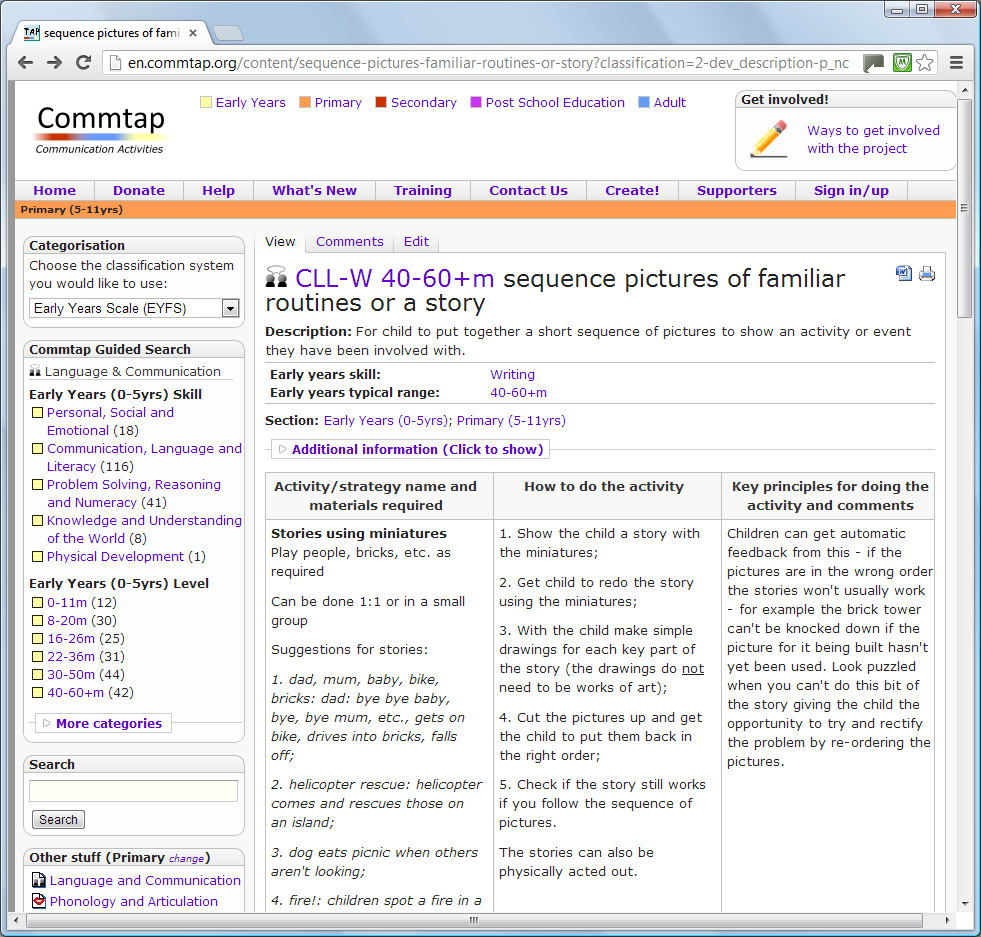 sequence pictures of fami
en.commtap.org/content/sequence-pictures-familiar-routines-or-story?classification=2-dev_description-p_nc
Commtap
Communication Activities
Early Years Primary Secondary Post School Education Adult
Get involved!
Ways to get involved
with the project
Home Donate Help What's New Training Contact Us Create! Supporters Sign in/up
Primary (5-11yrs)
Categorisation
Choose the classification system
you would like to use:
Early Years Scale (EYFS)
Commtap Guided Search
Language & Communication
Early Years (0-5yrs) Skill
Personal, Social and
Emotional (18)
Communication, Language and
Literacy (116)
Problem Solving, Reasoning
and Numeracy (41)
Knowledge and Understanding
of the World (8)
Physical Development (1)
Early Years (0-5yrs) Level
0-11m (12)
8-20m (30)
16-26m (25)
22-36m (31)
30-50m (44)
40-60+m (42)
More categories
Search
Search
Other stuff (Primary change)
Language and Communication
Phonology and Articulation
View Comments Edit
CLL-W 40-60+m sequence pictures of familiar
routines or a story
Description: For child to put together a short sequence of pictures to show an activity or event
they have been involved with.
Early years skill: Writing
Early years typical range: 40-60+m
Section: Early Years (0-5yrs); Primary (5-11yrs)
Additional information (Click to show)
Activity/strategy name and
materials required
Stories using miniatures
Play people, bricks, etc. as
required
Can be done 1:1 or in a small
group
Suggestions for stories:
1. dad, mum, baby, bike,
bricks: dad: bye bye baby,
bye, bye mum, etc., gets on
bike, drives into bricks, falls
off;
2. helicopter rescue: helicopter
comes and rescues those on
an island;
3. dog eats picnic when others
aren't looking;
4. fire!: children spot a fire in a
How to do the activity
1. Show the child a story with
the miniatures;
2. Get child to redo the story
using the miniatures;
3. With the child make simple
drawings for each key part of
the story (the drawings do not
need to be works of art);
4. Cut the pictures up and get
the child to put them back in
the right order;
5. Check if the story still works
if you follow the sequence of
pictures.
The stories can also be
physically acted out.
Key principles for doing the
activity and comments
Children can get automatic
feedback from this - if the
pictures are in the wrong order
the stories won't usually work
- for example the brick tower
can't be knocked down if the
picture for it being built hasn't
yet been used. Look puzzled
when you can't do this bit of
the story giving the child the
opportunity to try and rectify
the problem by re-ordering the
pictures.